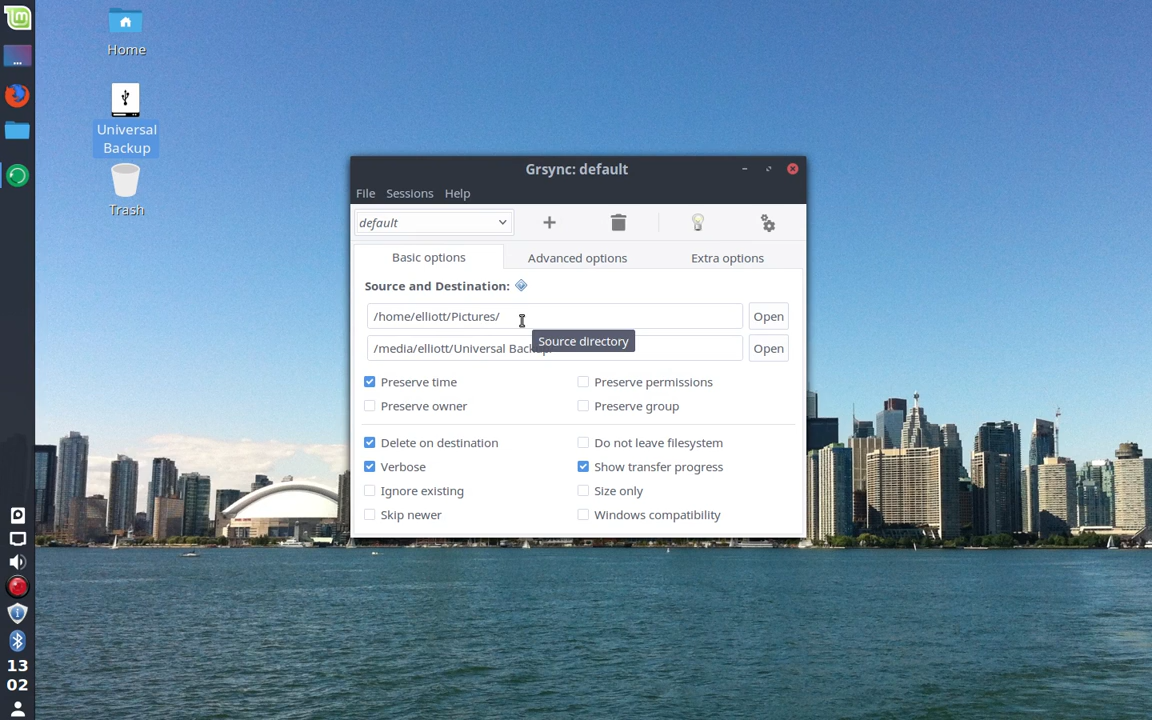 Home
Universal
Backup
Trash
Grsync: default
File Sessions Help
default
Basic options Advanced options Extra options
Source and Destination:
/home/elliott/Pictures/ Open
Source directory
/media/elliott/Universal Open
Preserve time Preserve permissions
Preserve owner Preserve group
Delete on destination Do not leave filesystem
Verbose Show transfer progress
Ignore existing Size only
Skip newer Windows compatibility
13
02